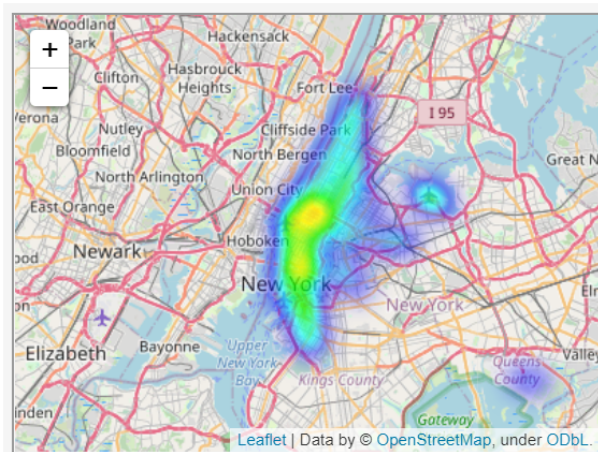 Woodland
Park
Hackensack
+
−
Clifton
Hasbrouck
Heights
Fort Lee
I 95
Verona
Nutley
Cliffside Park
Bloomfield
North Bergen
Great N
North Arlington
Union City
East Orange
Hoboken
Newark
New York
New York
Elizabeth
Bayonne
Upper
New York
Bay
Kings County
Queens
County
Valley
Gateway
Leaflet | Data by © OpenStreetMap, under ODbL.